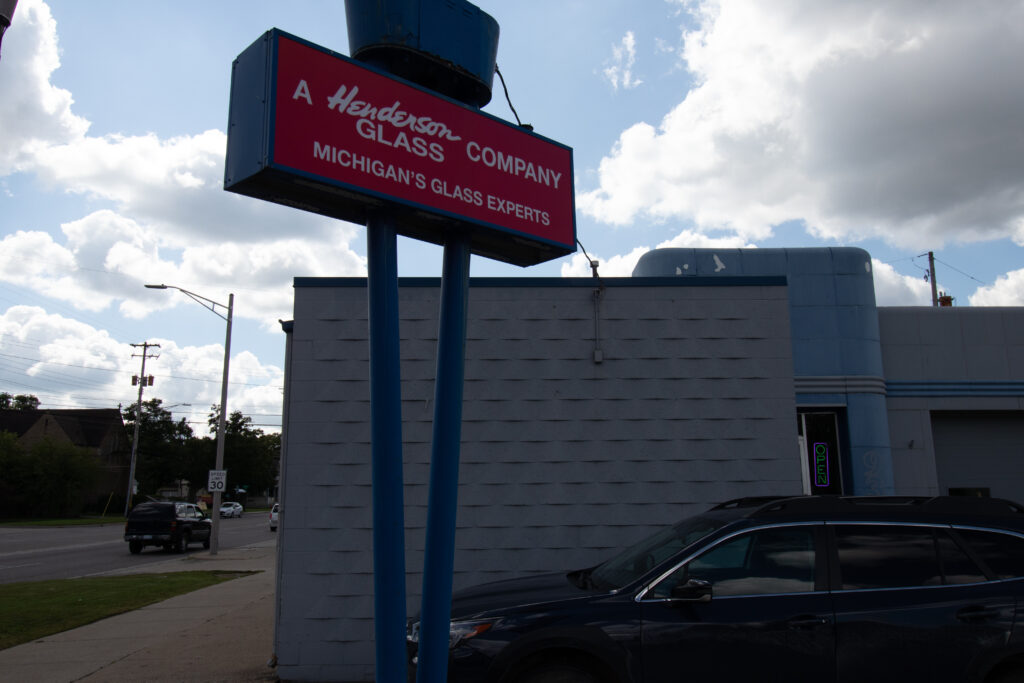 A Henderson GLASS COMPANY
MICHIGAN'S GLASS EXPERTS
OPEN
SPEED
LIMIT
30